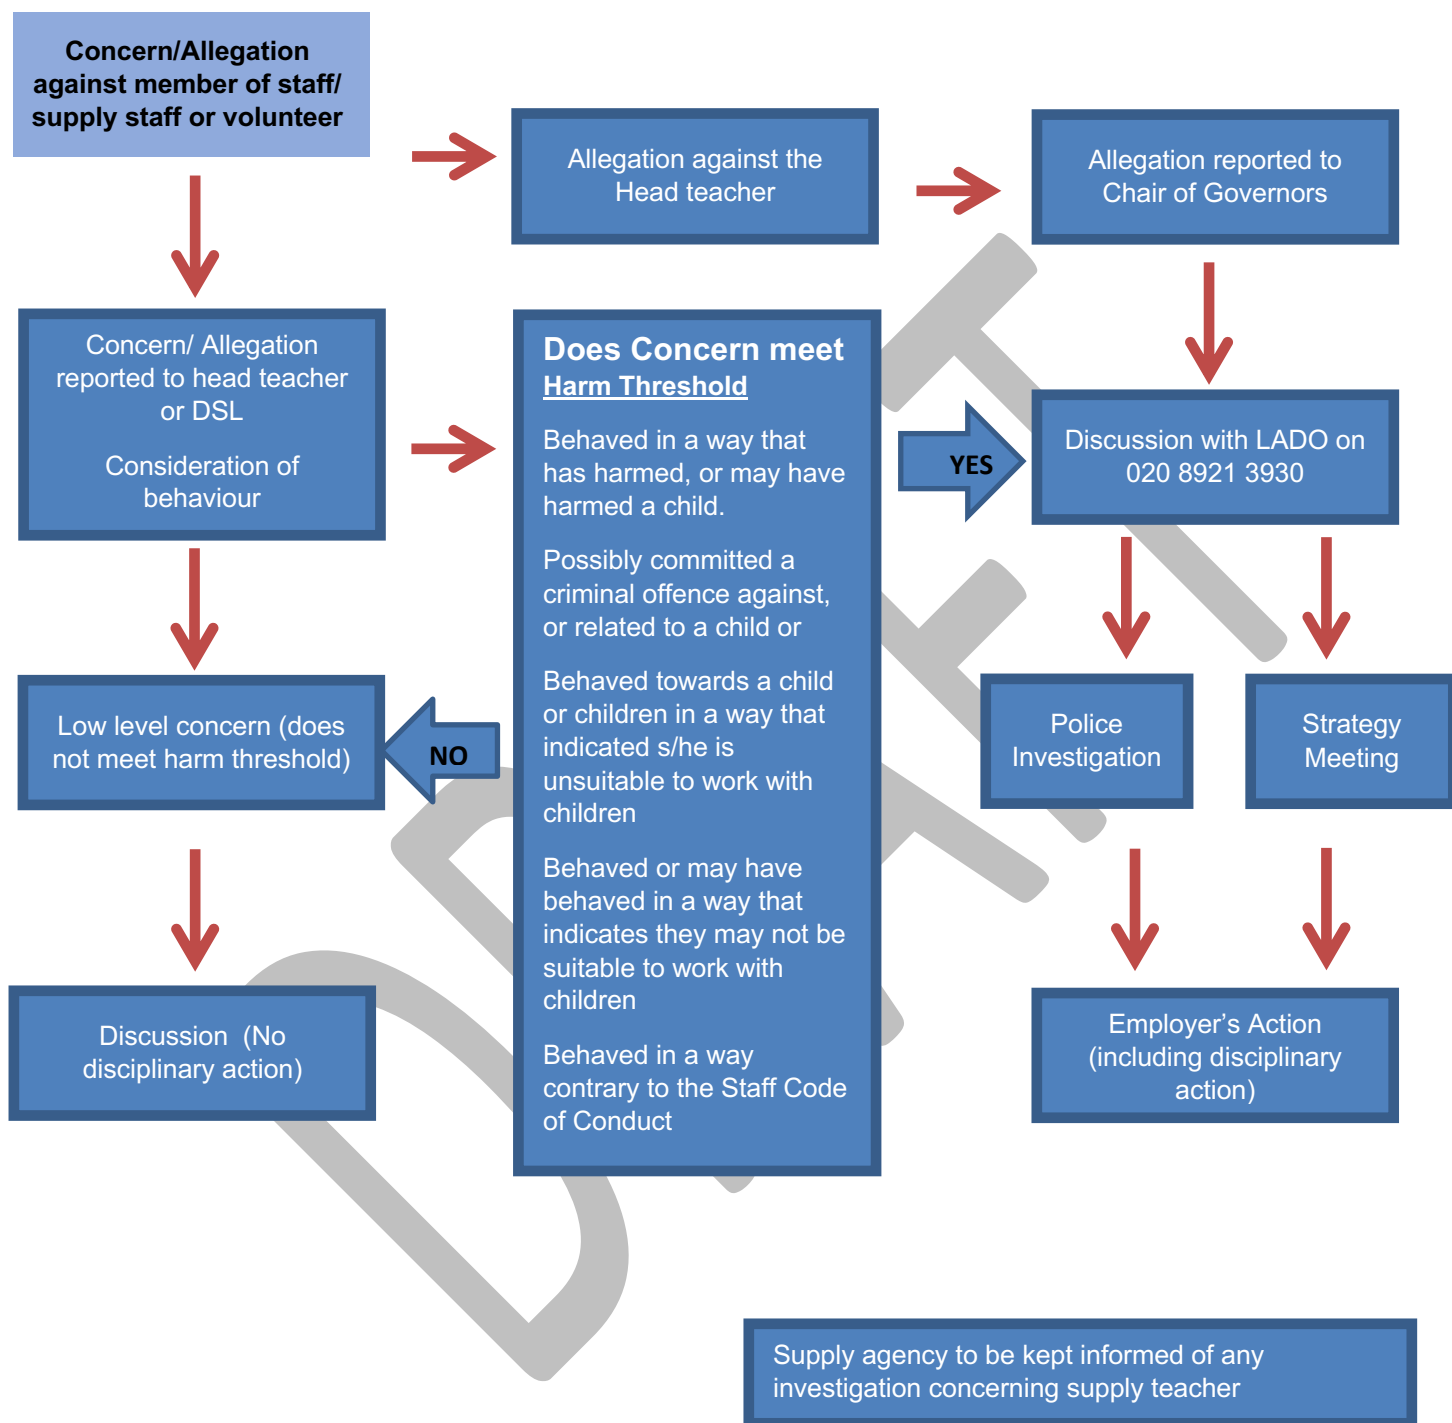 Concern/Allegation
against member of staff/
supply staff or volunteer
Allegation against the
Head teacher
Allegation reported to
Chair of Governors
Concern/ Allegation
reported to head teacher
or DSL
Consideration of
behaviour
Does Concern meet
Harm Threshold
Behaved in a way that
has harmed, or may have
harmed a child.
Possibly committed a
criminal offence against,
or related to a child or
Behaved towards a child
or children in a way that
indicated s/he is
unsuitable to work with
children
Behaved or may have
behaved in a way that
indicates they may not be
suitable to work with
children
Behaved in a way
contrary to the Staff Code
of Conduct
YES
Discussion with LADO on
020 8921 3930
NO
Low level concern (does
not meet harm threshold)
Police
Investigation
Strategy
Meeting
Discussion  (No
disciplinary action)
Employer’s Action
(including disciplinary
action)
Supply agency to be kept informed of any
investigation concerning supply teacher
DRAFT